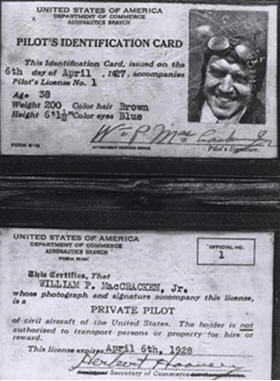 UNITED STATES OF AMERICA
DEPARTMENT OF COMMERCE
AERONAUTICS BRANCH
PILOT'S IDENTIFICATION CARD
This Identification Card, issued on the
6th day of April, 1927, accompanies
Pilot's License No. 1
Age 38
Weight 200 Color hair Brown
Height 6'1½" Color eyes Blue
Wm P MacCracken Jr
Pilot's Signature.
UNITED STATES OF AMERICA
DEPARTMENT OF COMMERCE
AERONAUTICS BRANCH
OFFICIAL NO.
1
This Certifies, That
WILLIAM P. MacCRACKEN, Jr.
whose photograph and signature accompany this license,
is a
PRIVATE PILOT
of civil aircraft of the United States. The holder is not
authorized to transport persons or property for hire or
reward.
This license expires April 6th, 1928
Herbert Hoover
Secretary of Commerce